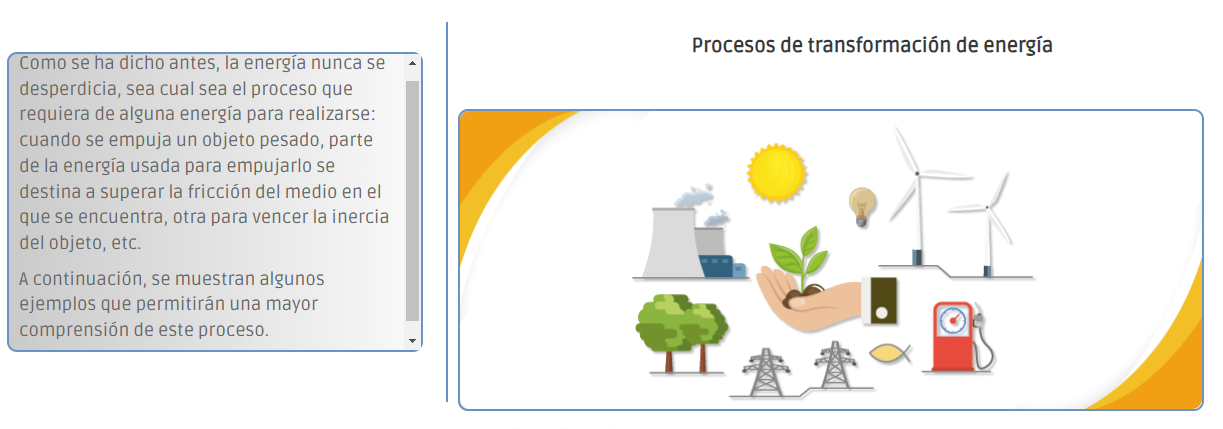 Como se ha dicho antes, la energía nunca se
desperdicia, sea cual sea el proceso que
requiera de alguna energía para realizarse:
cuando se empuja un objeto pesado, parte
de la energía usada para empujarlo se
destina a superar la fricción del medio en el
que se encuentra, otra para vencer la inercia
del objeto, etc.
A continuación, se muestran algunos
ejemplos que permitirán una mayor
comprensión de este proceso.
Procesos de transformación de energía